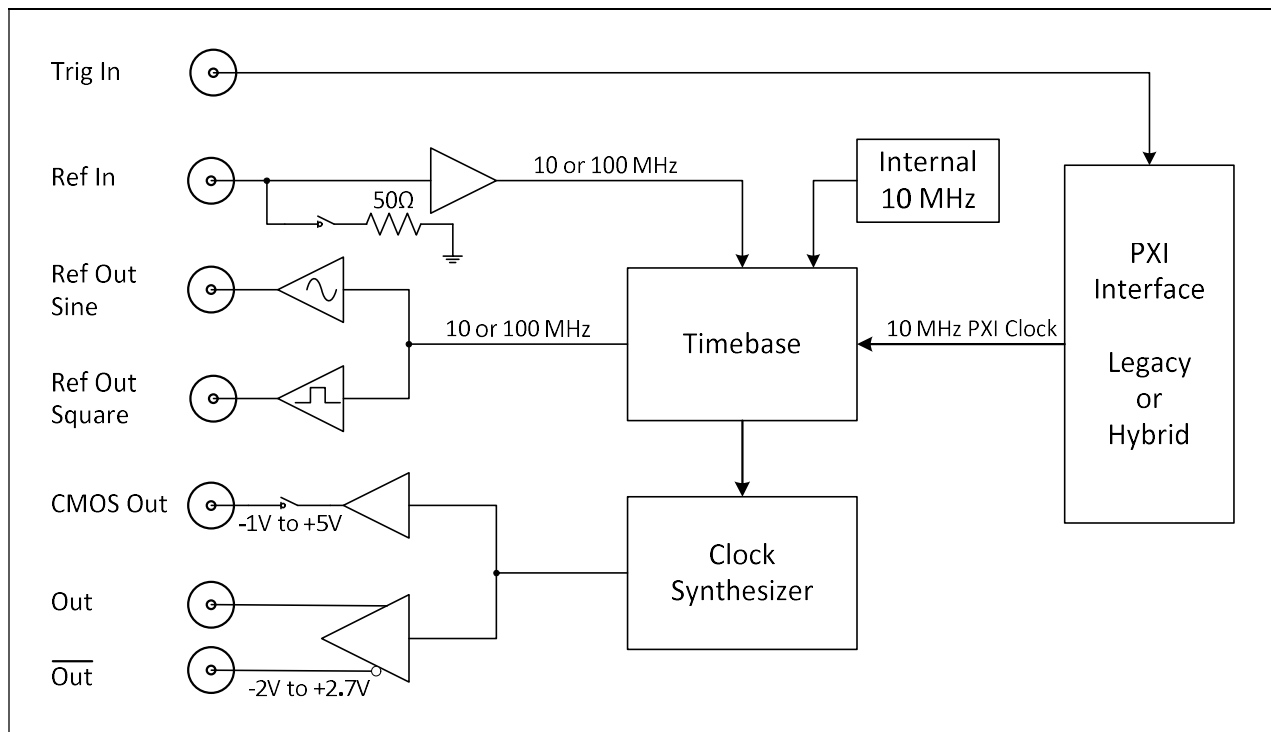 Trig In
Ref In
50Ω
10 or 100 MHz
Internal
10 MHz
Ref Out
Sine
10 or 100 MHz
Ref Out
Square
Timebase
10 MHz PXI Clock
PXI
Interface
Legacy
or
Hybrid
CMOS Out
-1V to +5V
Clock
Synthesizer
Out
Out
-2V to +2.7V